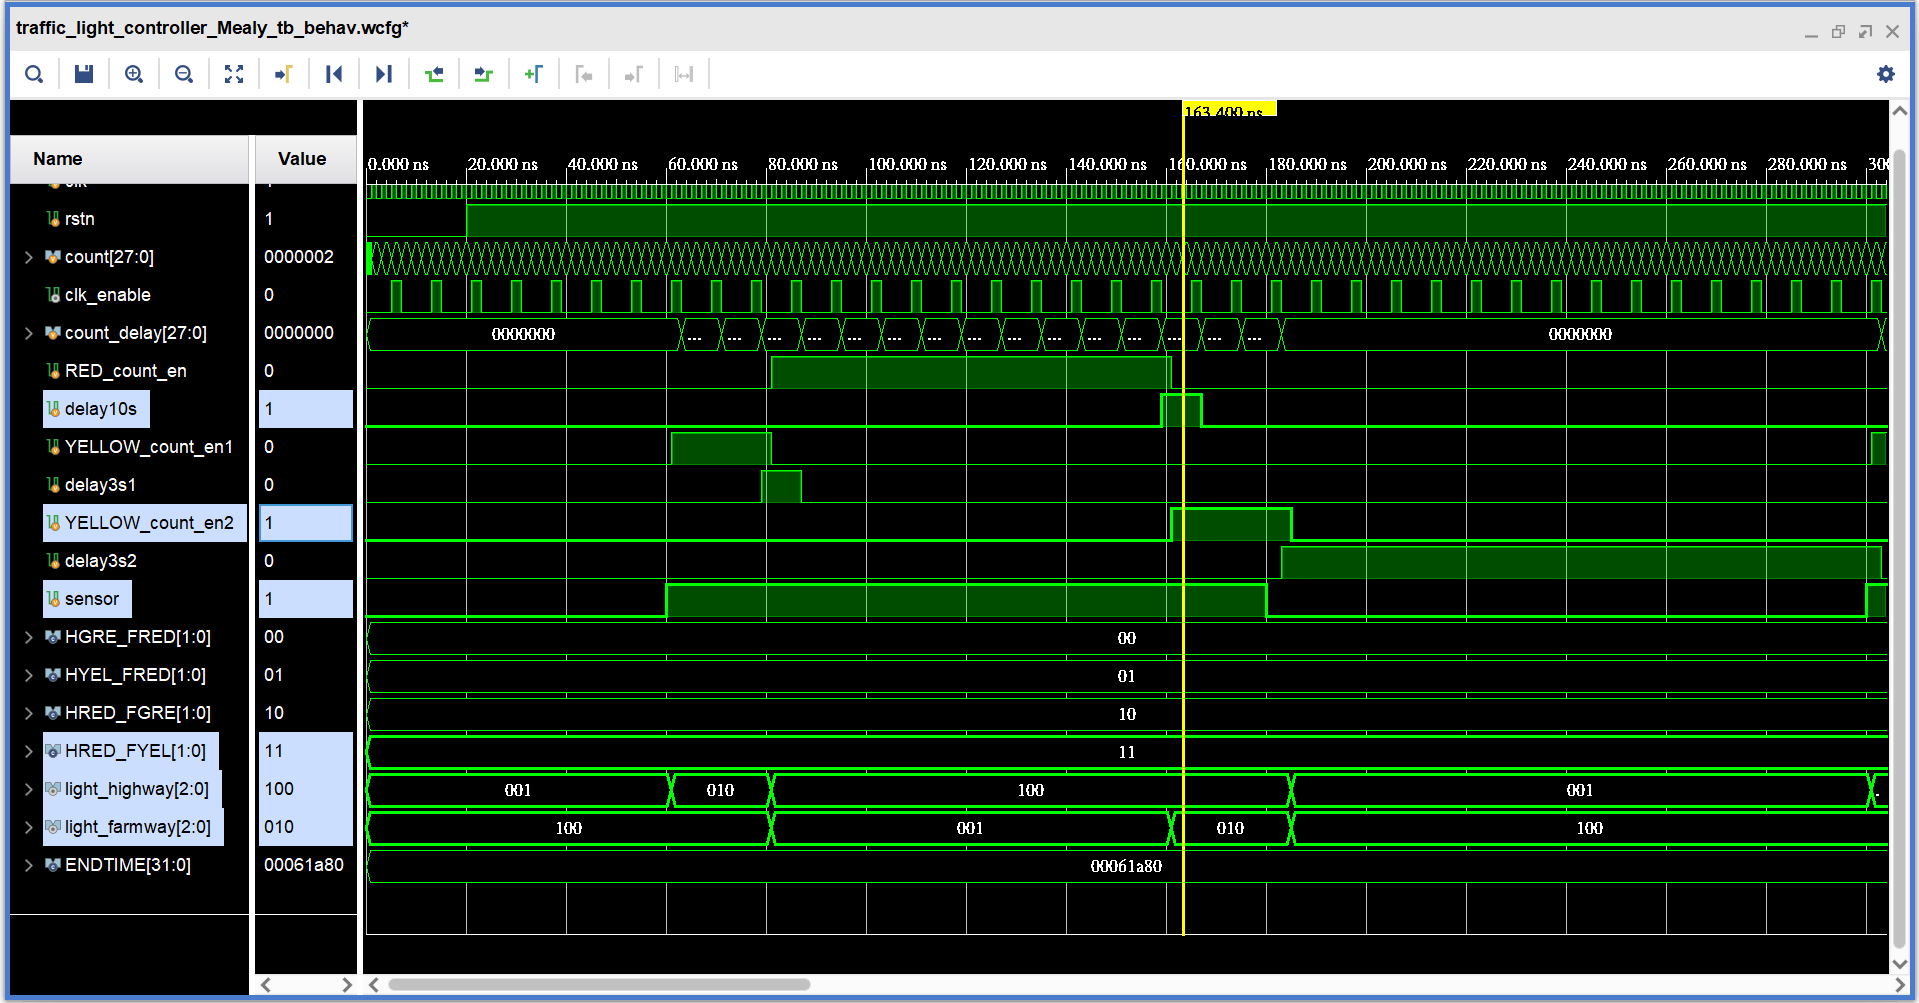 traffic_light_controller_Mealy_tb_behav.wcfg*
163.400 ns
Name Value 0.000 ns 20.000 ns 40.000 ns 60.000 ns 80.000 ns 100.000 ns 120.000 ns 140.000 ns 160.000 ns 180.000 ns 200.000 ns 220.000 ns 240.000 ns 260.000 ns 280.000 ns
rstn 1
count[27:0] 0000002
clk_enable 0
count_delay[27:0] 0000000 0000000 ... ... ... ... ... ... ... ... ... ... ... ... ... ... ... 0000000
RED_count_en 0
delay10s 1
YELLOW_count_en1 0
delay3s1 0
YELLOW_count_en2 1
delay3s2 0
sensor 1
HGRE_FRED[1:0] 00 00
HYEL_FRED[1:0] 01 01
HRED_FGRE[1:0] 10 10
HRED_FYEL[1:0] 11 11
light_highway[2:0] 100 001 010 100 001
light_farmway[2:0] 010 100 001 010 100
ENDTIME[31:0] 00061a80 00061a80